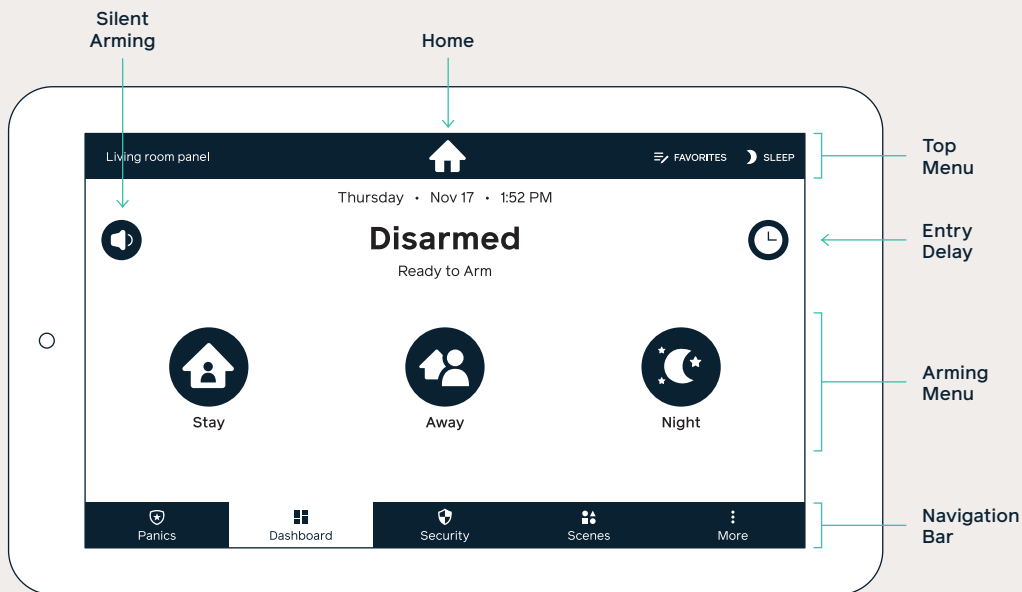 Silent
Arming
Home
Living room panel
FAVORITES
SLEEP
Top
Menu
Thursday • Nov 17 • 1:52 PM
Disarmed
Ready to Arm
Entry
Delay
Stay
Away
Night
Arming
Menu
Panics
Dashboard
Security
Scenes
More
Navigation
Bar